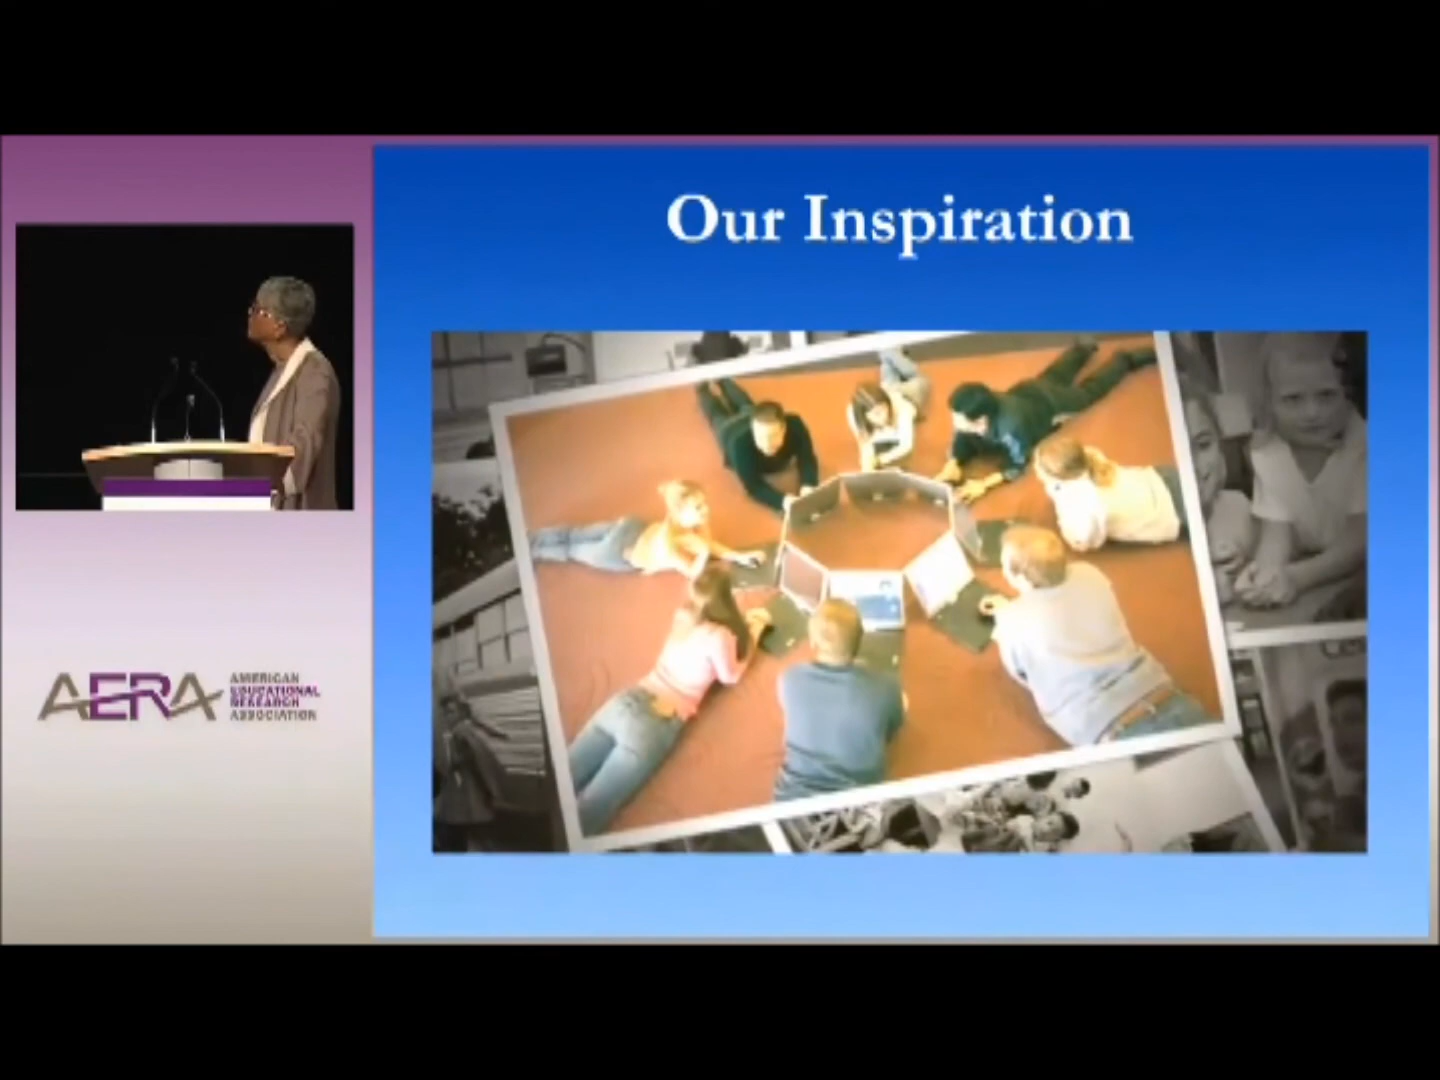 Our Inspiration
AERA
AMERICAN
EDUCATIONAL
RESEARCH
ASSOCIATION